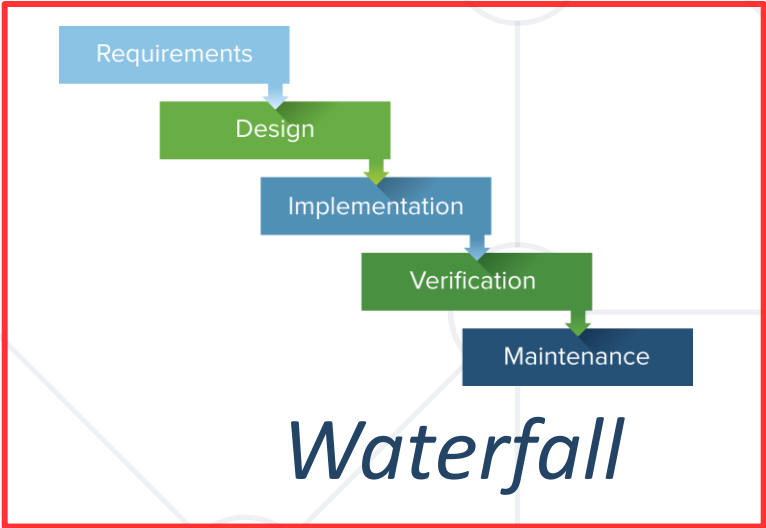 Requirements
Design
Implementation
Verification
Maintenance
Waterfall